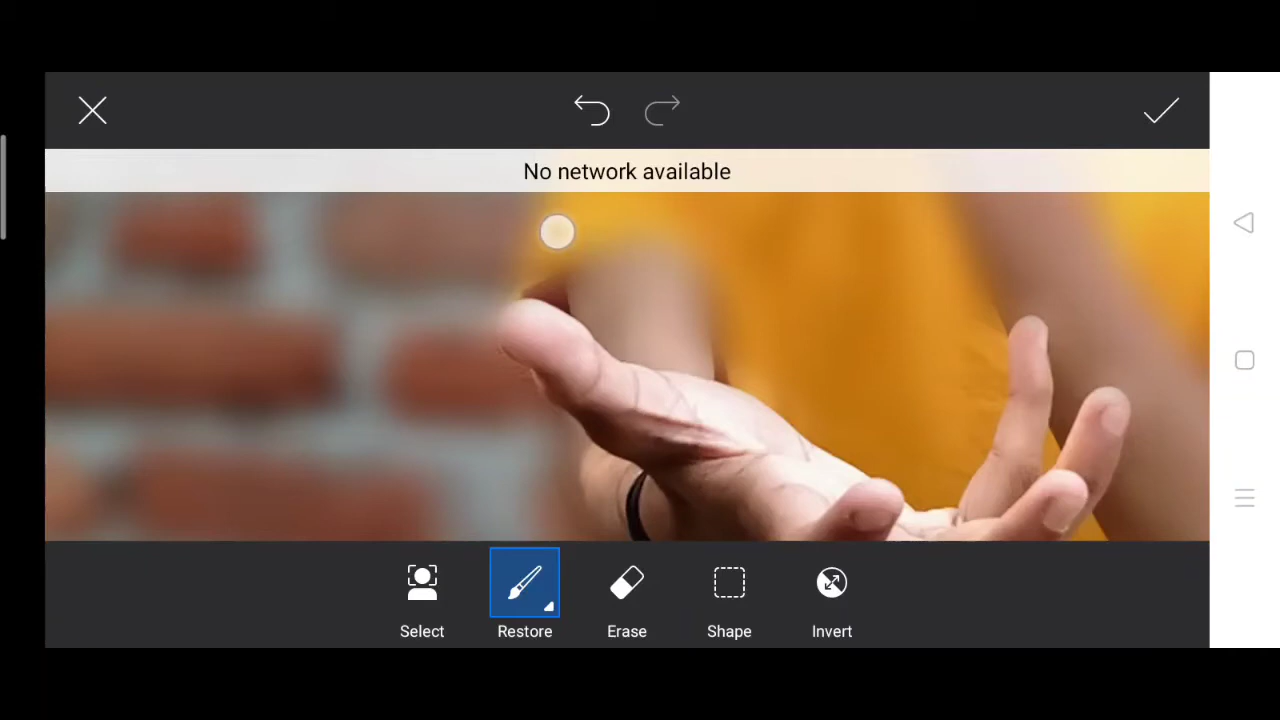 No network available
Select
Restore
Erase
Shape
Invert